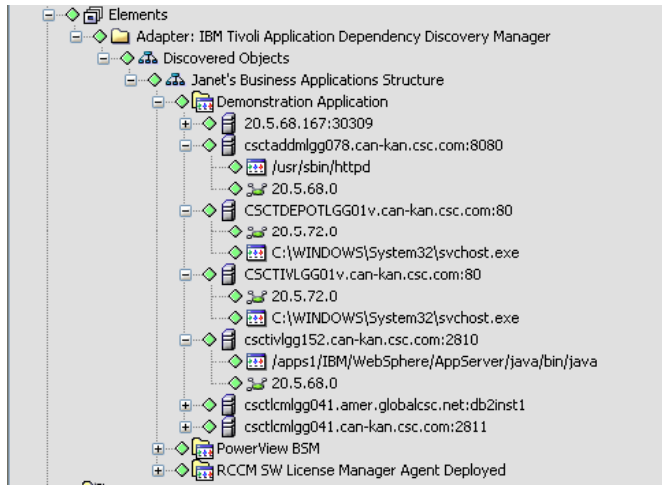 Elements
Adapter: IBM Tivoli Application Dependency Discovery Manager
Discovered Objects
Janet's Business Applications Structure
Demonstration Application
20.5.68.167:30309
csctaddmlgg078.can-kan.csc.com:8080
/usr/sbin/httpd
20.5.68.0
CSCTDEPOTLGG01v.can-kan.csc.com:80
20.5.72.0
C:\WINDOWS\System32\svchost.exe
CSCTIVLGG01v.can-kan.csc.com:80
20.5.72.0
C:\WINDOWS\System32\svchost.exe
csctivlgg152.can-kan.csc.com:2810
/apps1/IBM/WebSphere/AppServer/java/bin/java
20.5.68.0
csctlcmlgg041.amer.globalcsc.net:db2inst1
csctlcmlgg041.can-kan.csc.com:2811
PowerView BSM
RCCM SW License Manager Agent Deployed